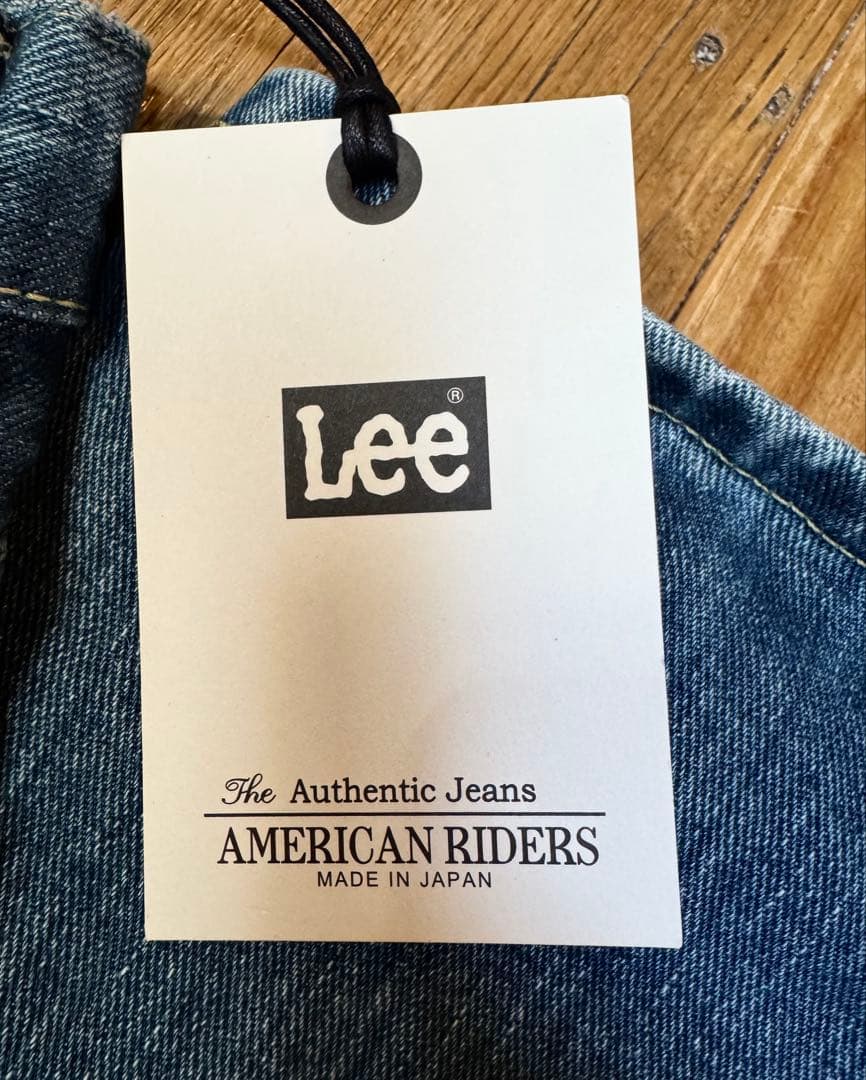 Lee®
The Authentic Jeans
AMERICAN RIDERS
MADE IN JAPAN